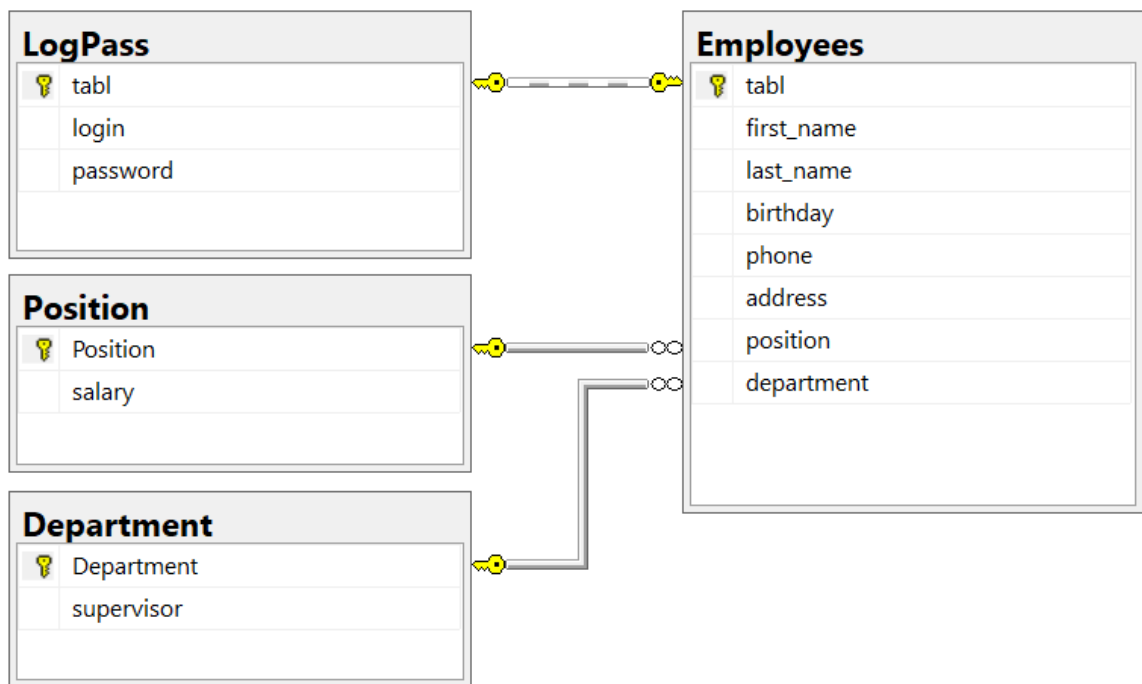 LogPass
tabl
login
password
Position
Position
salary
Department
Department
supervisor
Employees
tabl
first_name
last_name
birthday
phone
address
position
department